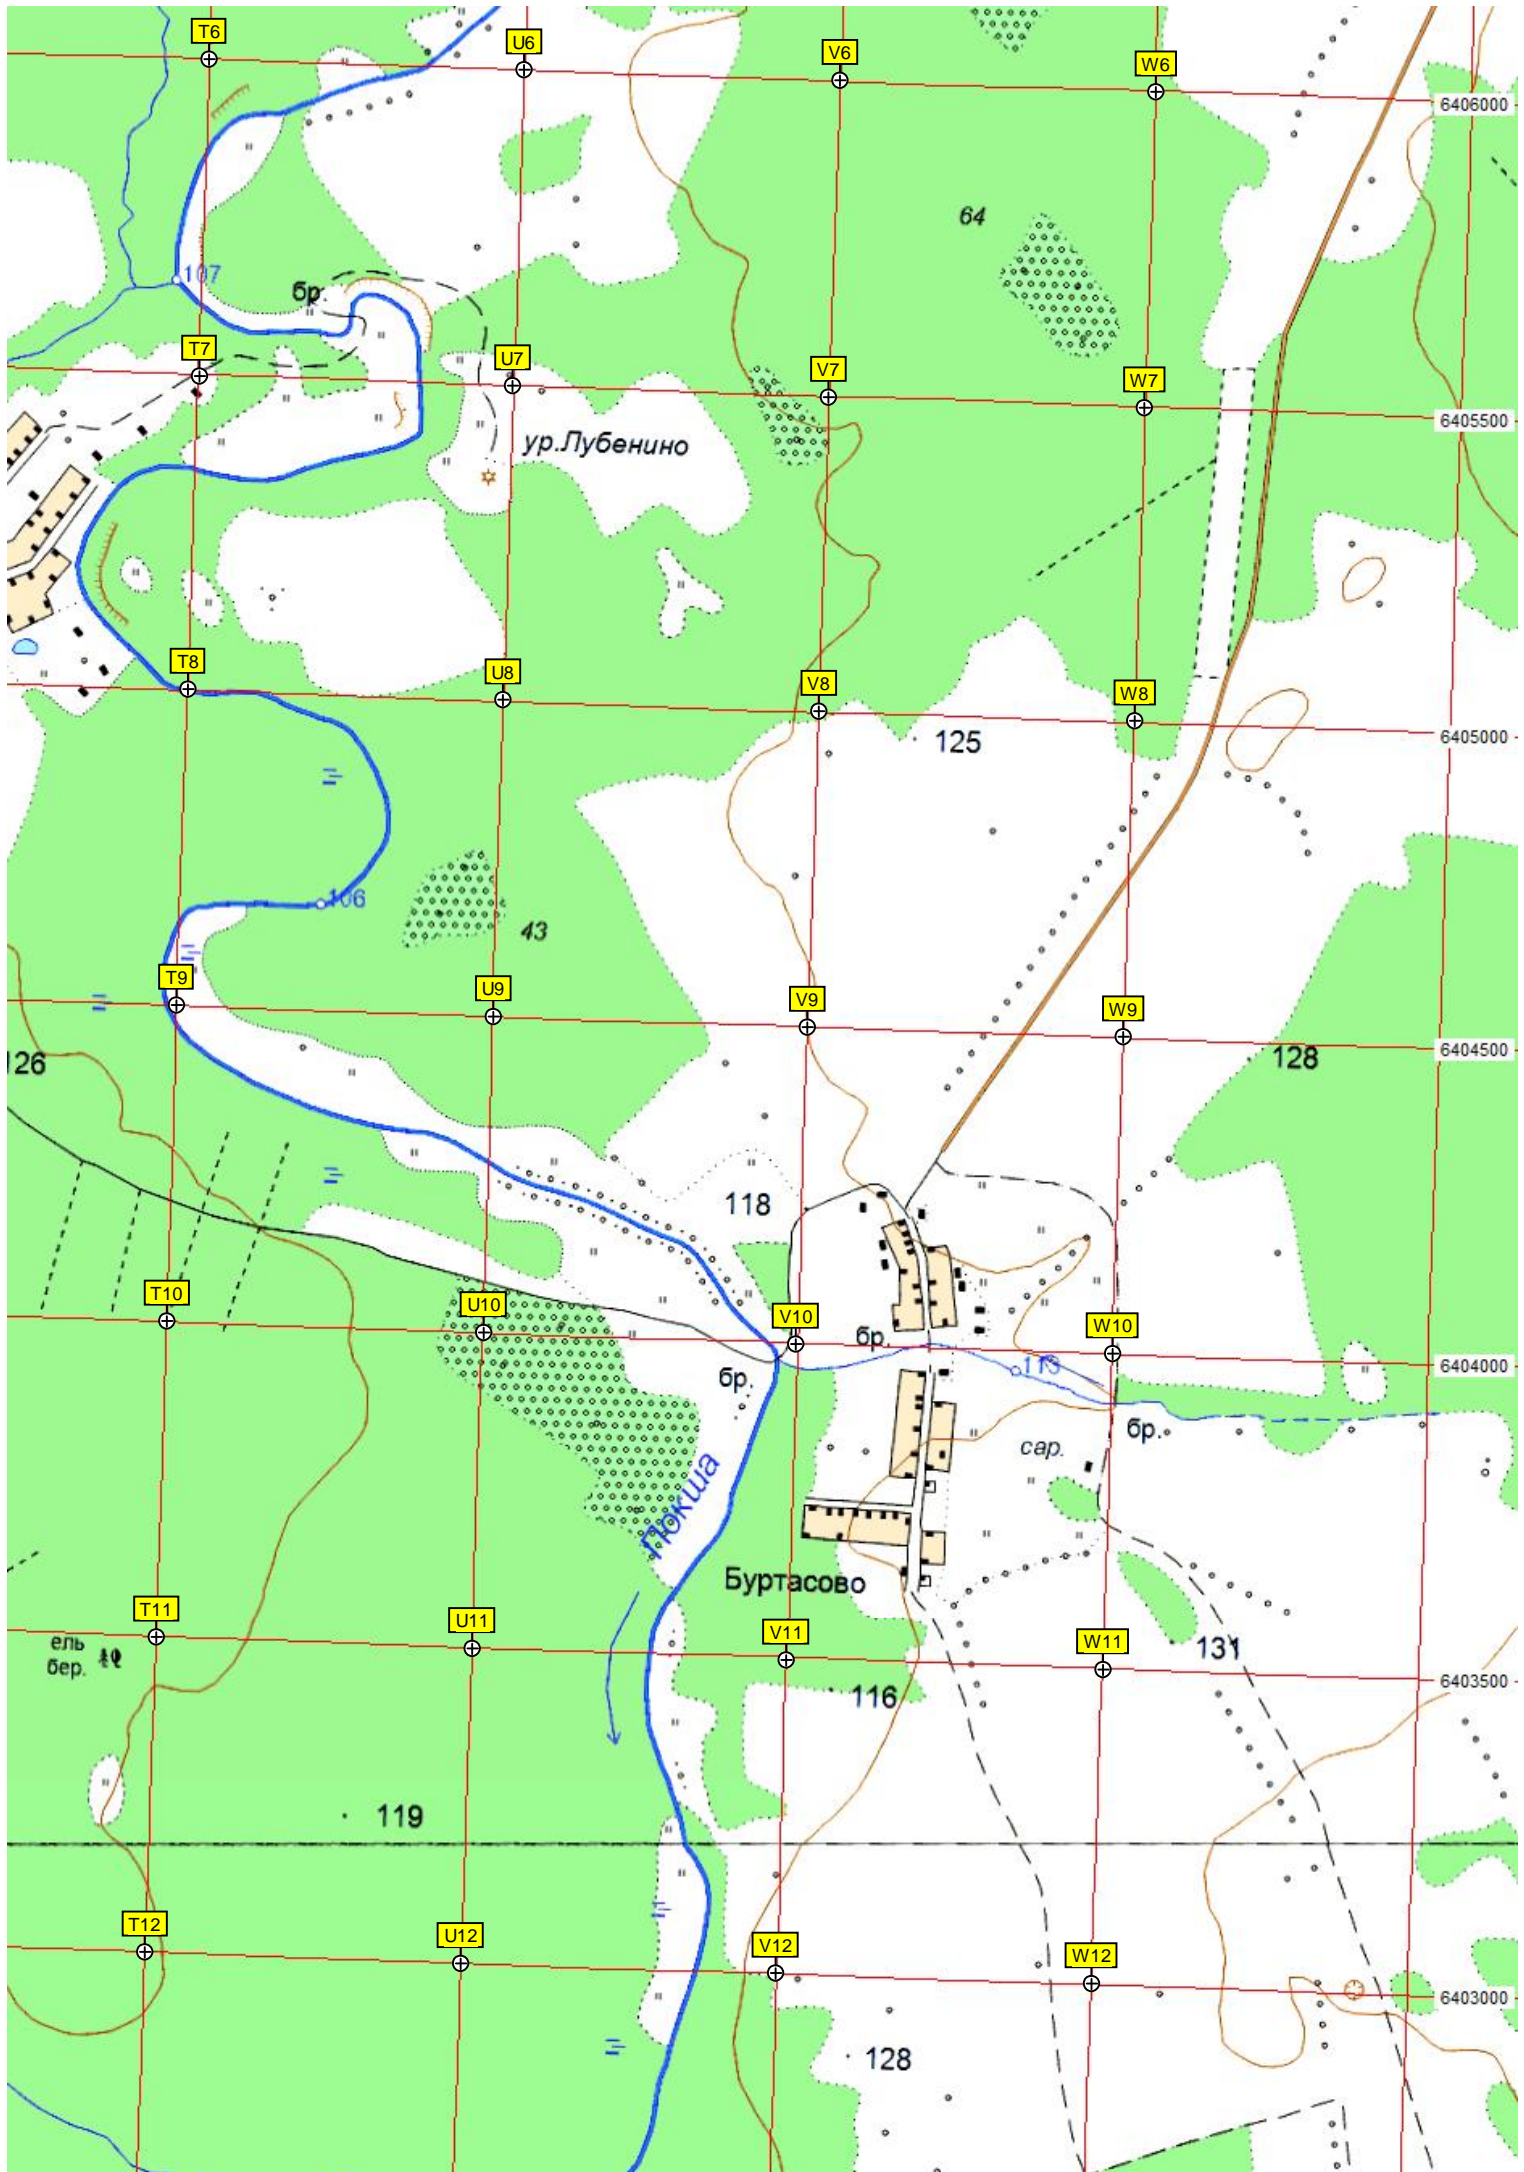 T6
U6
V6
W6
6406000
64
107
бр.
T7
U7
V7
W7
6405500
ур.Лубенино
T8
U8
V8
W8
125
6405000
106
43
T9
U9
V9
W9
6404500
126
128
118
T10
U10
V10
бр.
W10
6404000
113
бр.
бр.
сар.
Покша
Буртасово
T11
U11
V11
W11
ель
бер.
131
6403500
116
119
T12
U12
V12
W12
6403000
128